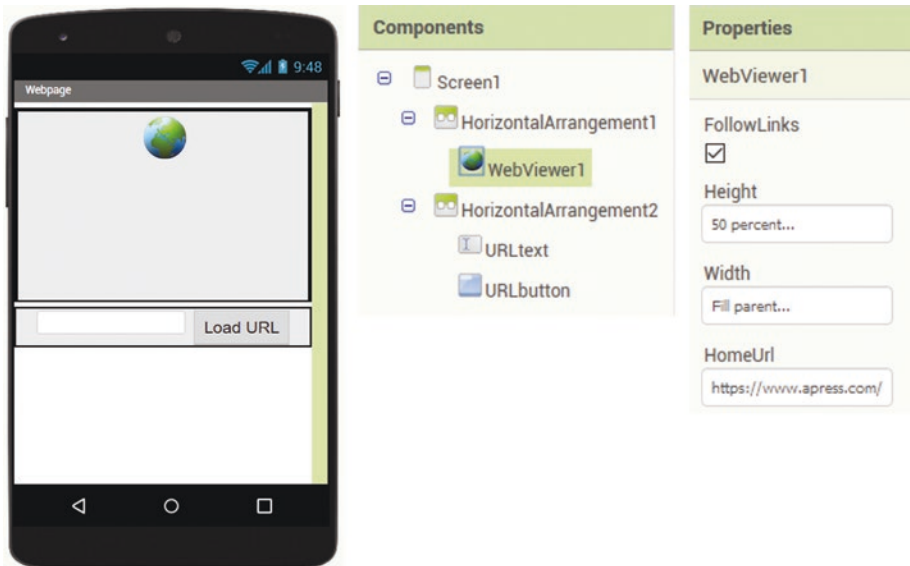 9:48
Webpage
Load URL
Components
Screen1
HorizontalArrangement1
WebViewer1
HorizontalArrangement2
URLtext
URLbutton
Properties
WebViewer1
FollowLinks
Height
50 percent...
Width
Fill parent...
HomeUrl
https://www.apress.com/